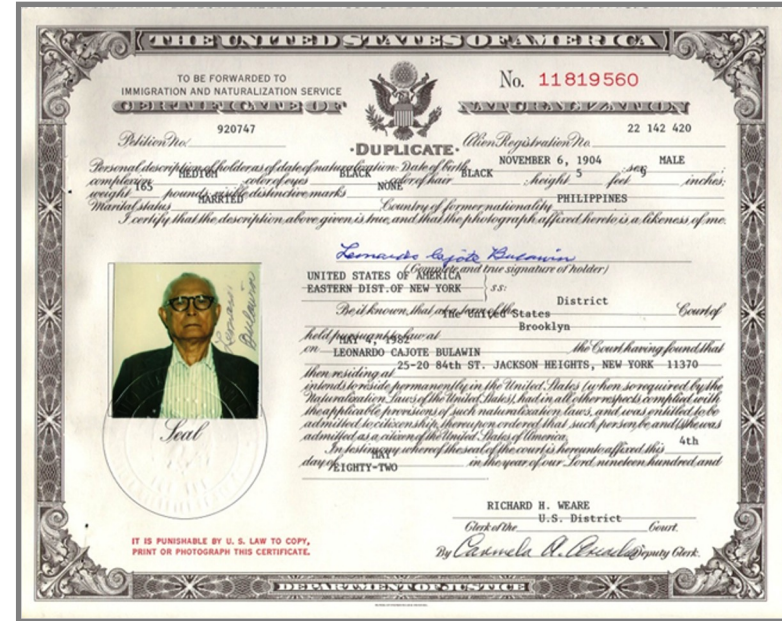 THE UNITED STATES OF AMERICA
TO BE FORWARDED TO
IMMIGRATION AND NATURALIZATION SERVICE
No. 11819560
CERTIFICATE OF NATURALIZATION
Petition No. 920747
·DUPLICATE· Alien Registration No. 22 142 420
Personal description of holder as of date of naturalization: Date of birth NOVEMBER 6, 1904 ; sex MALE ;
complexion MEDIUM color of eyes BLACK color of hair BLACK ; height 5 feet 9 inches;
weight 165 pounds, visible distinctive marks NONE
Marital status MARRIED Country of former nationality PHILIPPINES
I certify that the description above given is true, and that the photograph affixed hereto is a likeness of me.
Leonardo Cajote Bulawin
(Complete and true signature of holder)
UNITED STATES OF AMERICA
EASTERN DIST.OF NEW YORK } s.s:
Be it known, that at a term of the District Court of
The United States
held pursuant to law at Brooklyn
on MAY 4, 1982 the Court having found that
LEONARDO CAJOTE BULAWIN
then residing at 25-20 84th ST. JACKSON HEIGHTS, NEW YORK 11370
intends to reside permanently in the United States (when so required by the
Naturalization Laws of the United States), had in all other respects complied with
the applicable provisions of such naturalization laws, and was entitled to be
admitted to citizenship, thereupon ordered that such person be and (s)he was
admitted as a citizen of the United States of America.
In testimony whereof the seal of the court is hereunto affixed this 4th
day of MAY in the year of our Lord nineteen hundred and
EIGHTY-TWO
Leonardo Bulawin
Seal
IT IS PUNISHABLE BY U. S. LAW TO COPY,
PRINT OR PHOTOGRAPH THIS CERTIFICATE.
RICHARD H. WEARE
Clerk of the U.S. District Court.
By Carmela Deputy Clerk.
DEPARTMENT OF JUSTICE